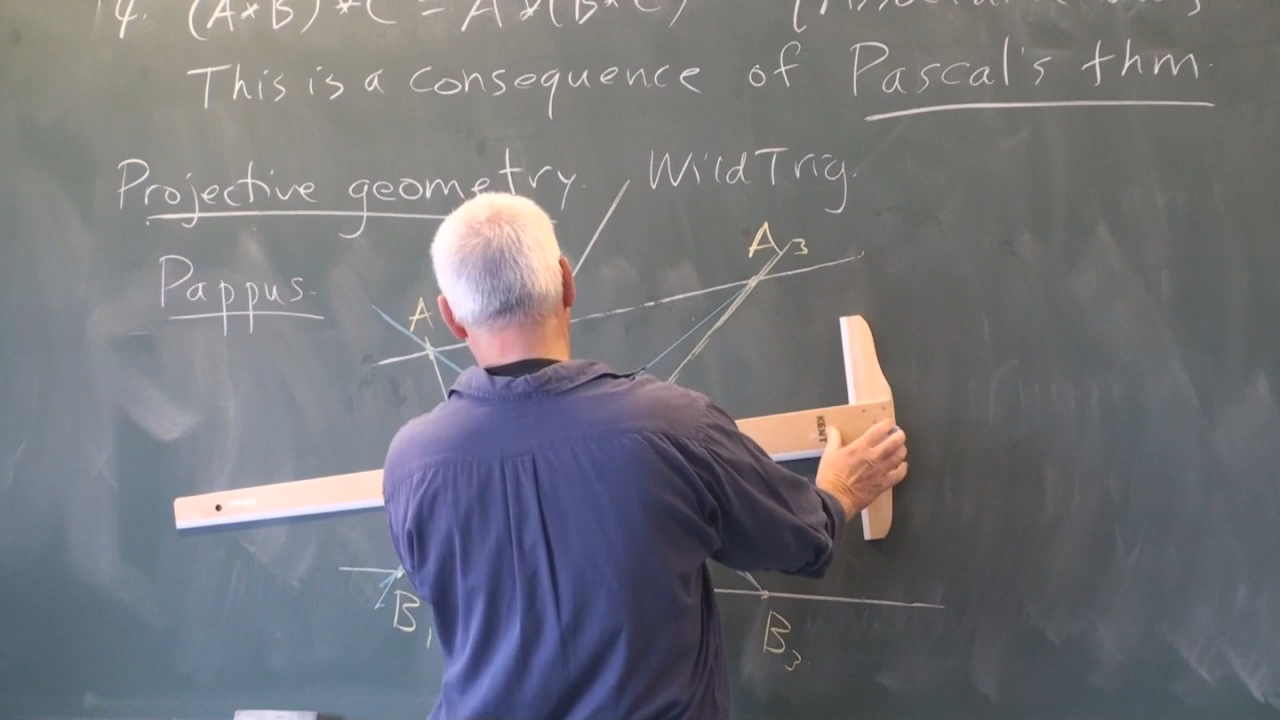 4. (A*B)*C = A*(B*C)
This is a consequence of Pascal's thm.
Projective geometry. WildTrig.
Pappus.
A3
A
KENT
B1
B3